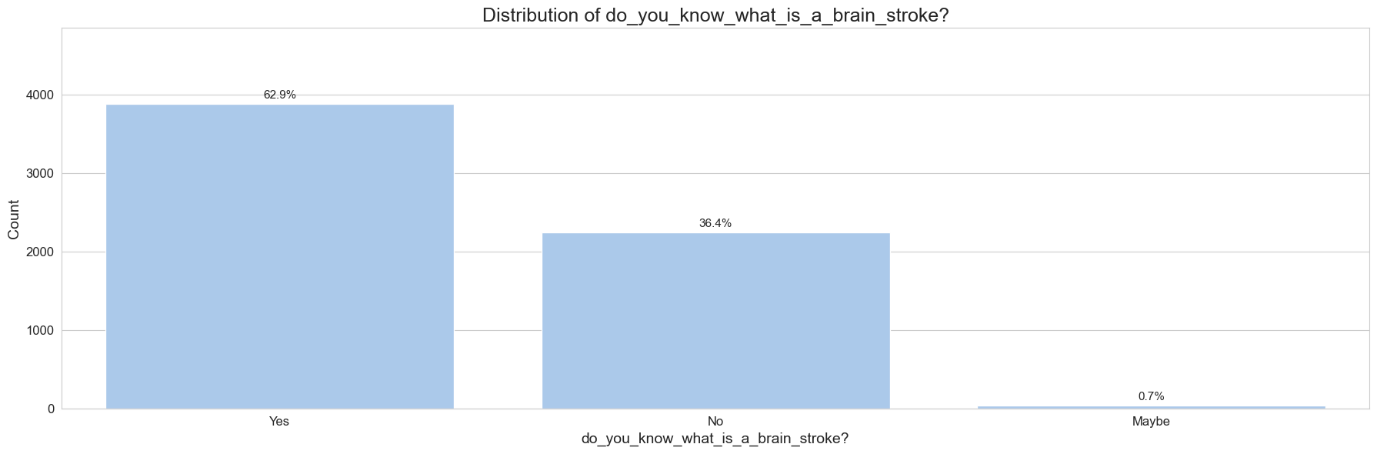 Distribution of do_you_know_what_is_a_brain_stroke?
Count
4000
3000
2000
1000
0
62.9%
36.4%
0.7%
Yes
No
Maybe
do_you_know_what_is_a_brain_stroke?